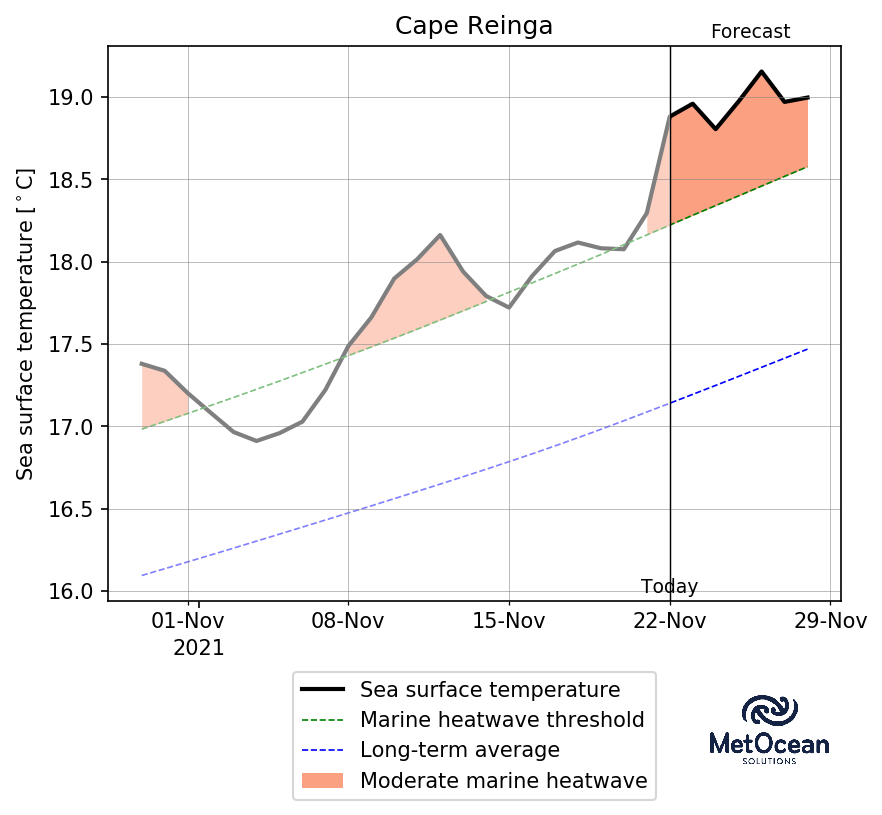 Cape Reinga
Forecast
Sea surface temperature [°C]
19.0
18.5
18.0
17.5
17.0
16.5
16.0
Today
01-Nov 08-Nov 15-Nov 22-Nov 29-Nov
2021
Sea surface temperature
Marine heatwave threshold
Long-term average
Moderate marine heatwave
MetOcean
SOLUTIONS